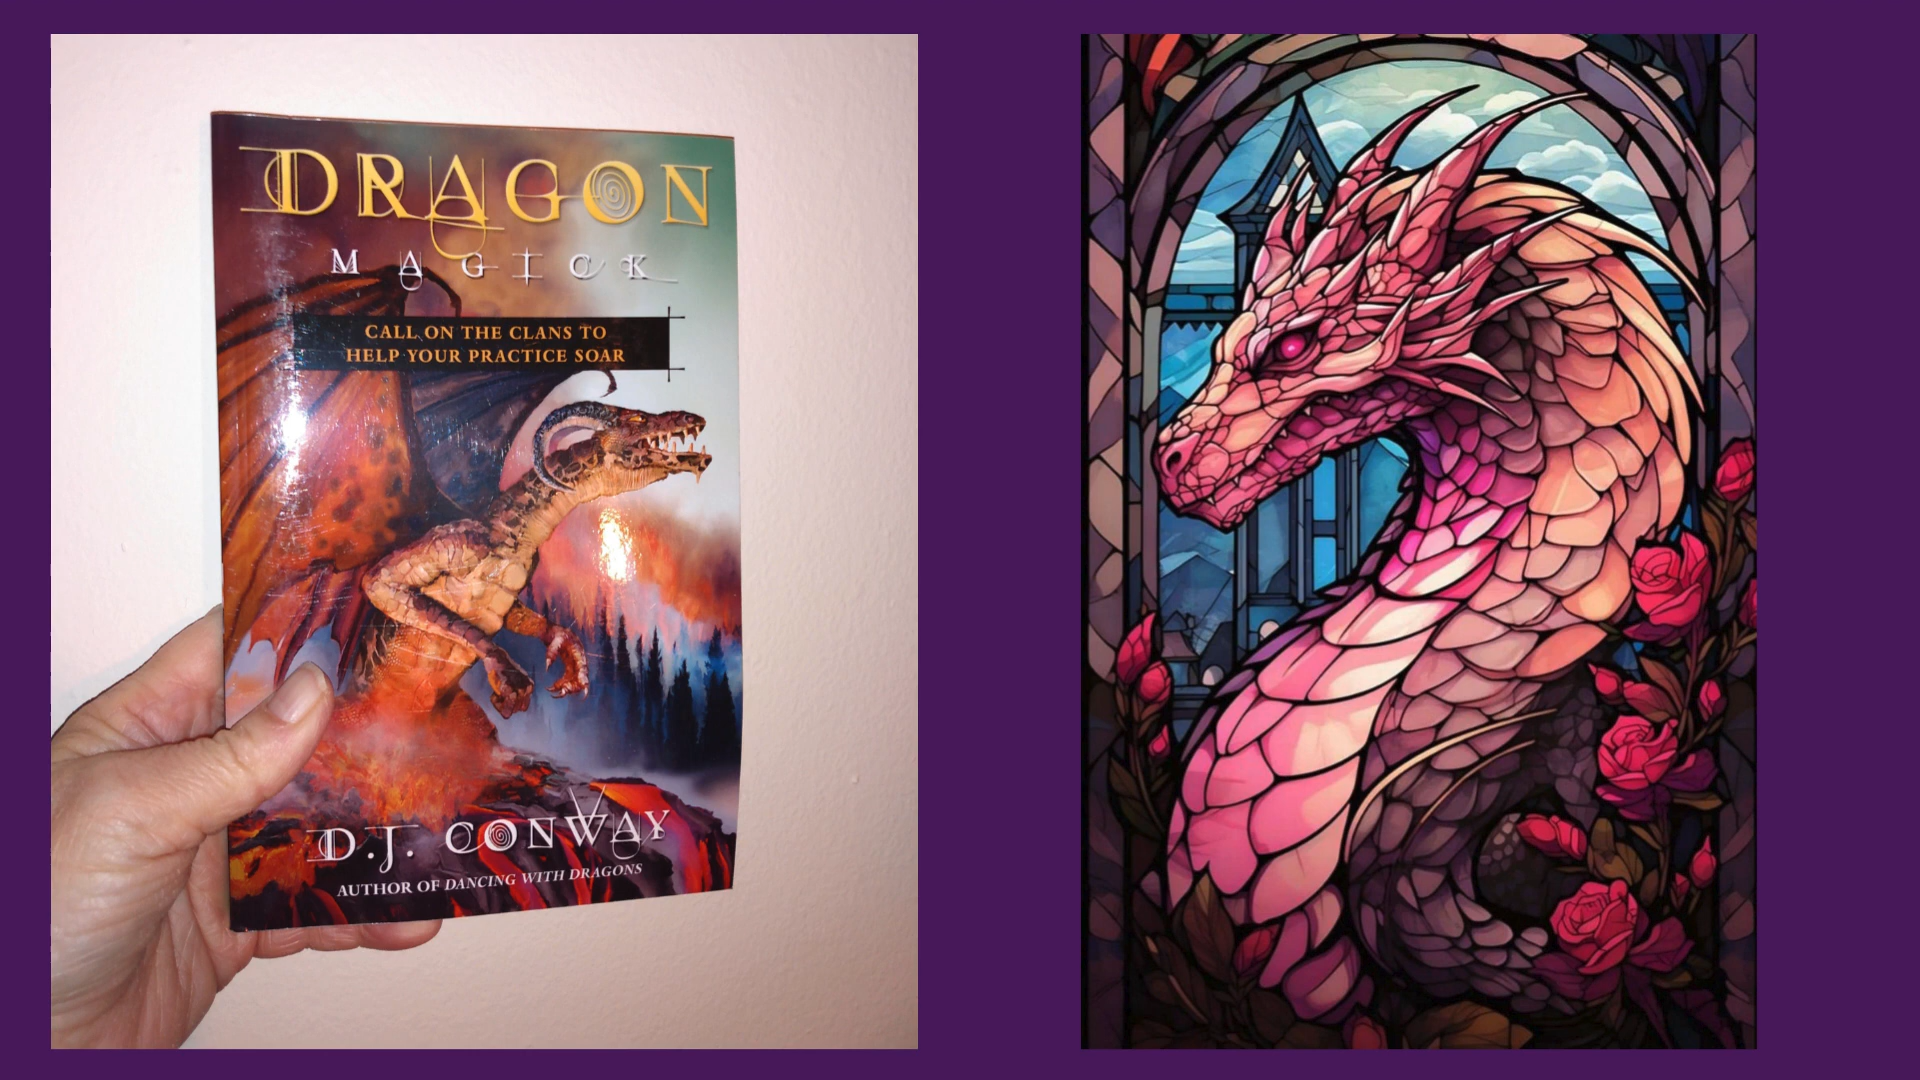 DRAGON
MAGICK
CALL ON THE CLANS TO
HELP YOUR PRACTICE SOAR
D.J. CONWAY
AUTHOR OF DANCING WITH DRAGONS